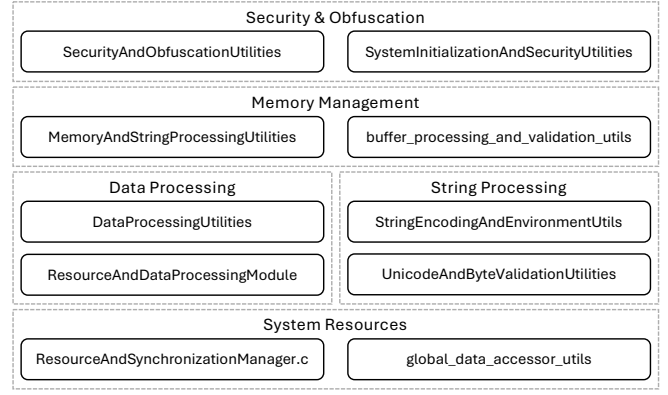 Security & Obfuscation
SecurityAndObfuscationUtilities
SystemInitializationAndSecurityUtilities
Memory Management
MemoryAndStringProcessingUtilities
buffer_processing_and_validation_utils
Data Processing
DataProcessingUtilities
ResourceAndDataProcessingModule
String Processing
StringEncodingAndEnvironmentUtils
UnicodeAndByteValidationUtilities
System Resources
ResourceAndSynchronizationManager.c
global_data_accessor_utils